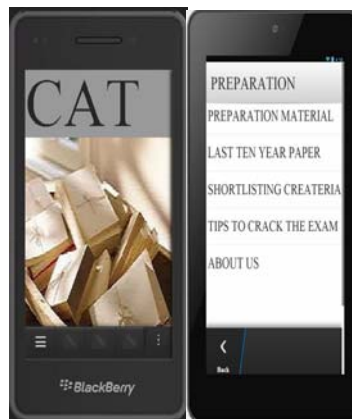 CAT
BlackBerry
PREPARATION
PREPARATION MATERIAL
LAST TEN YEAR PAPER
SHORTLISTING CREATERIA
TIPS TO CRACK THE EXAM
ABOUT US
Back